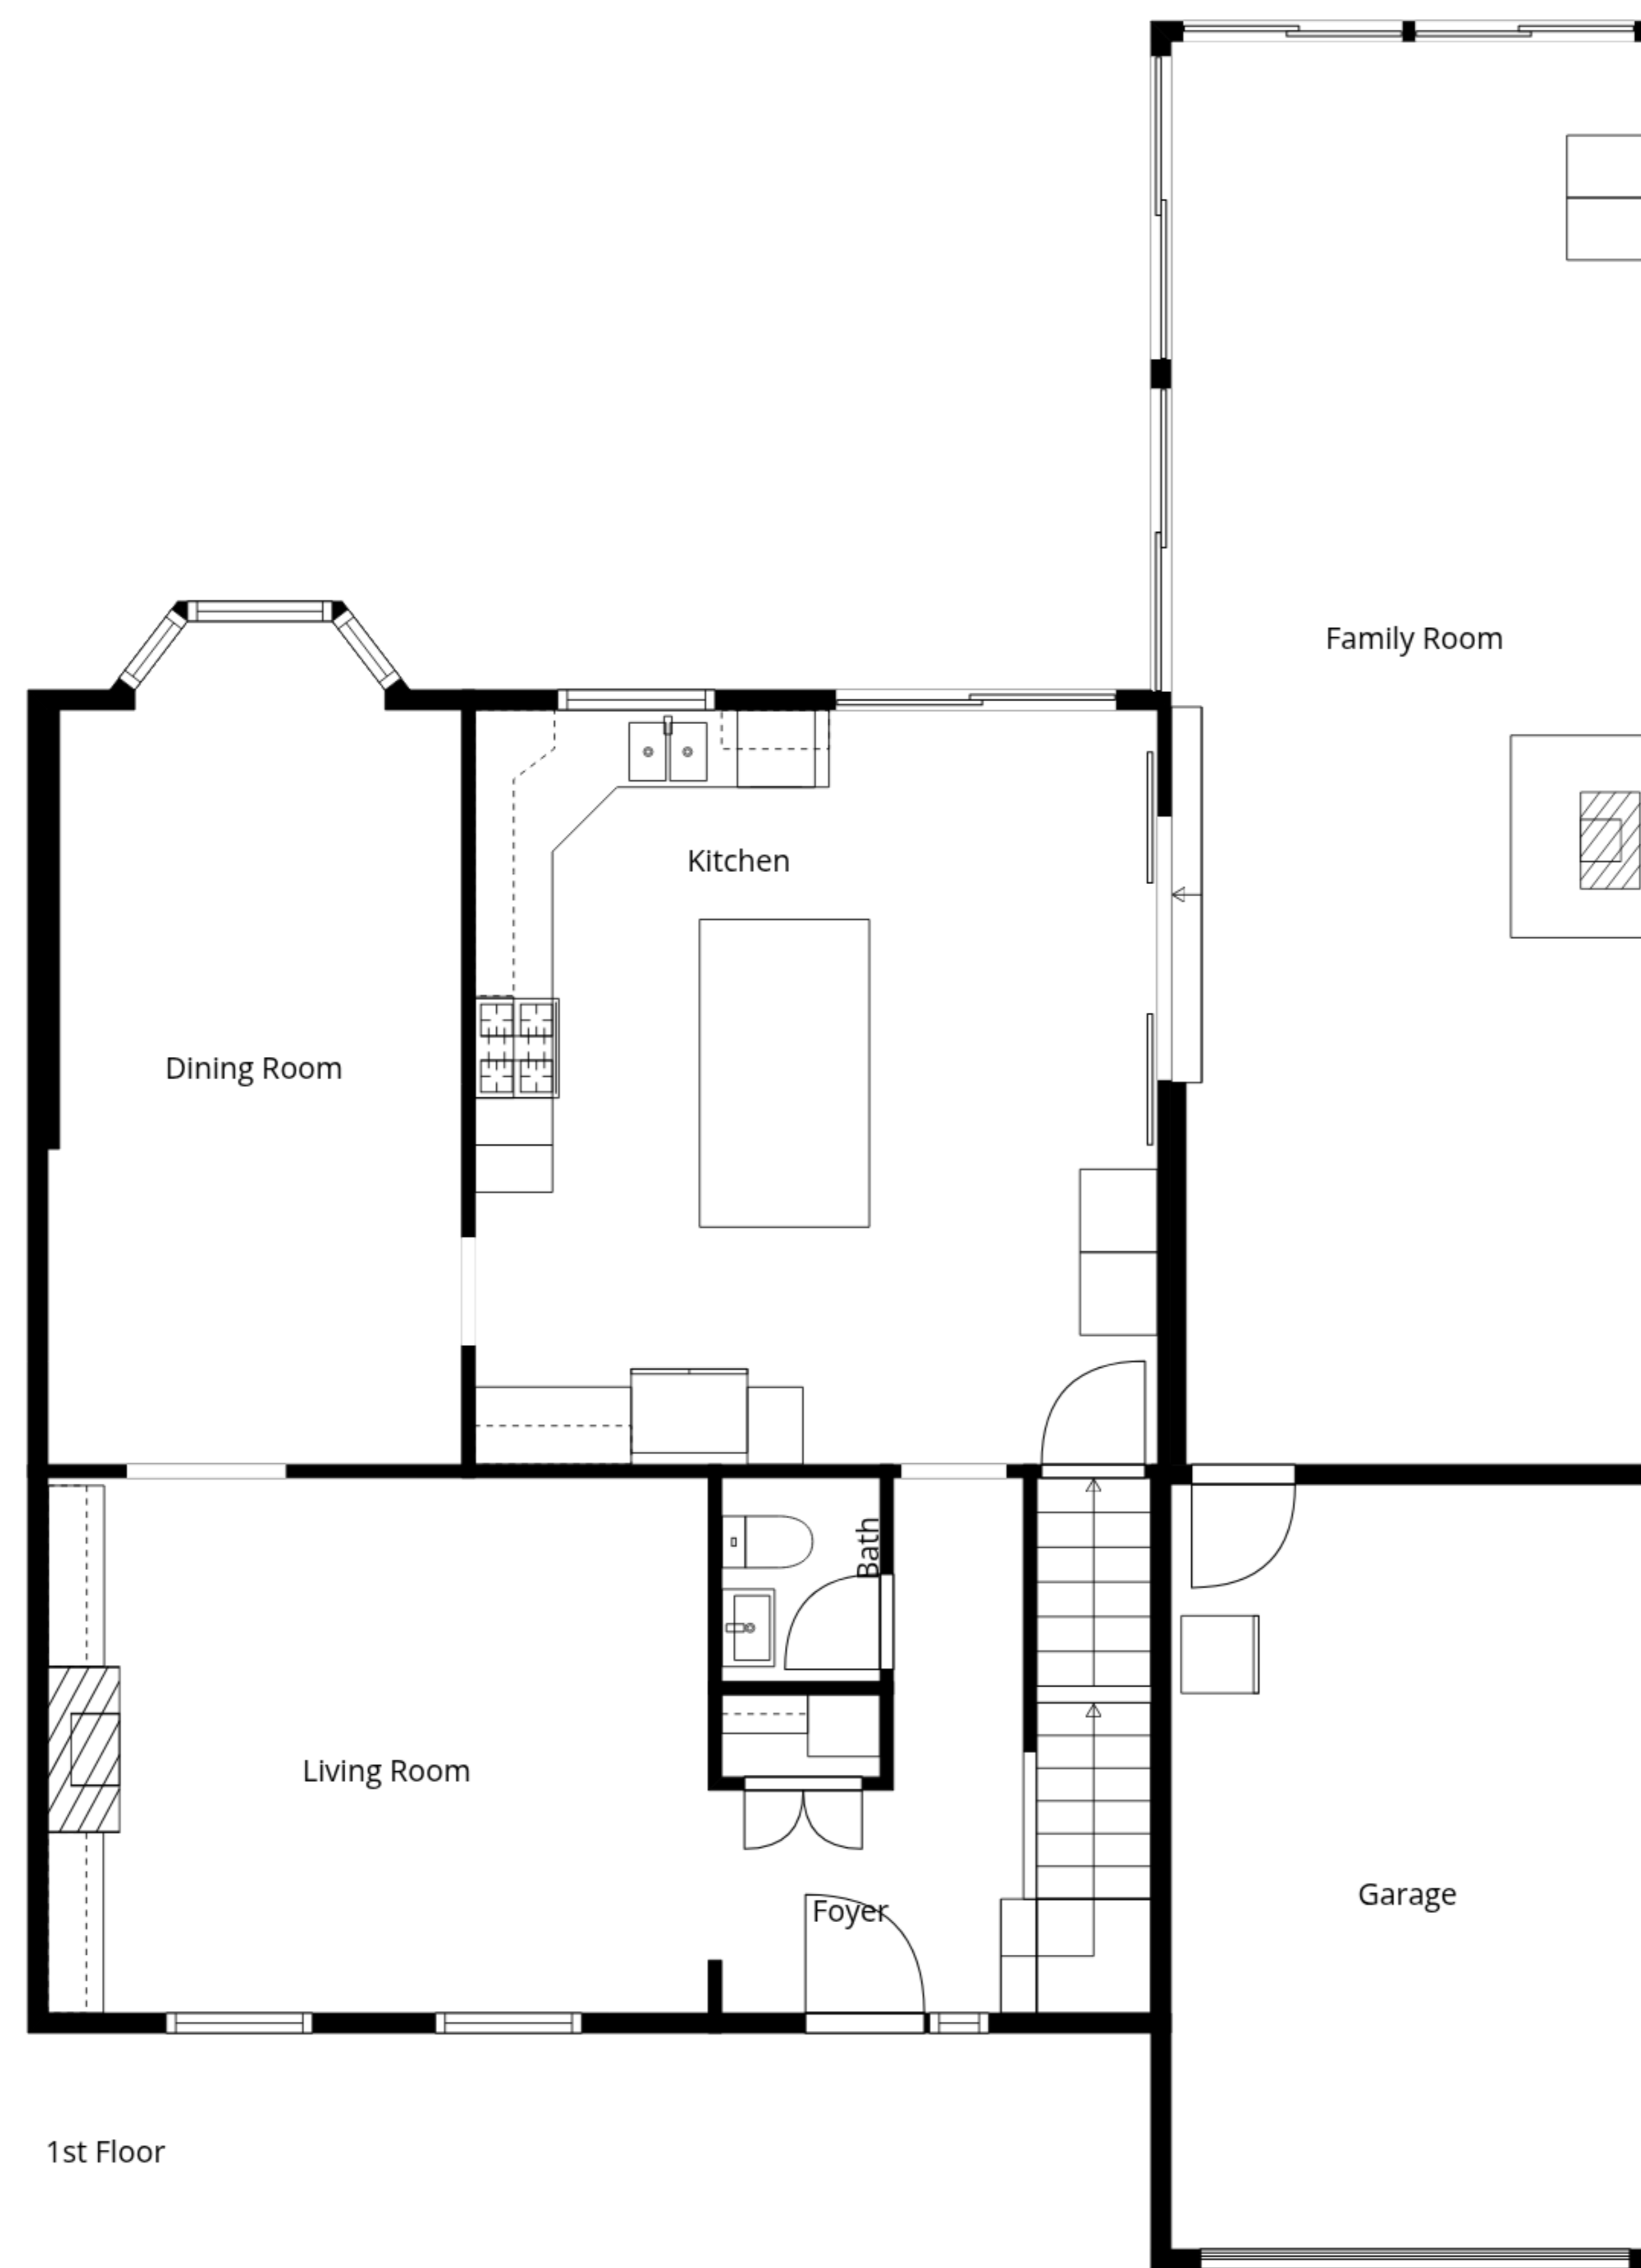 Family Room
Kitchen
Dining Room
Bath
Living Room
Garage
Foyer
1st Floor